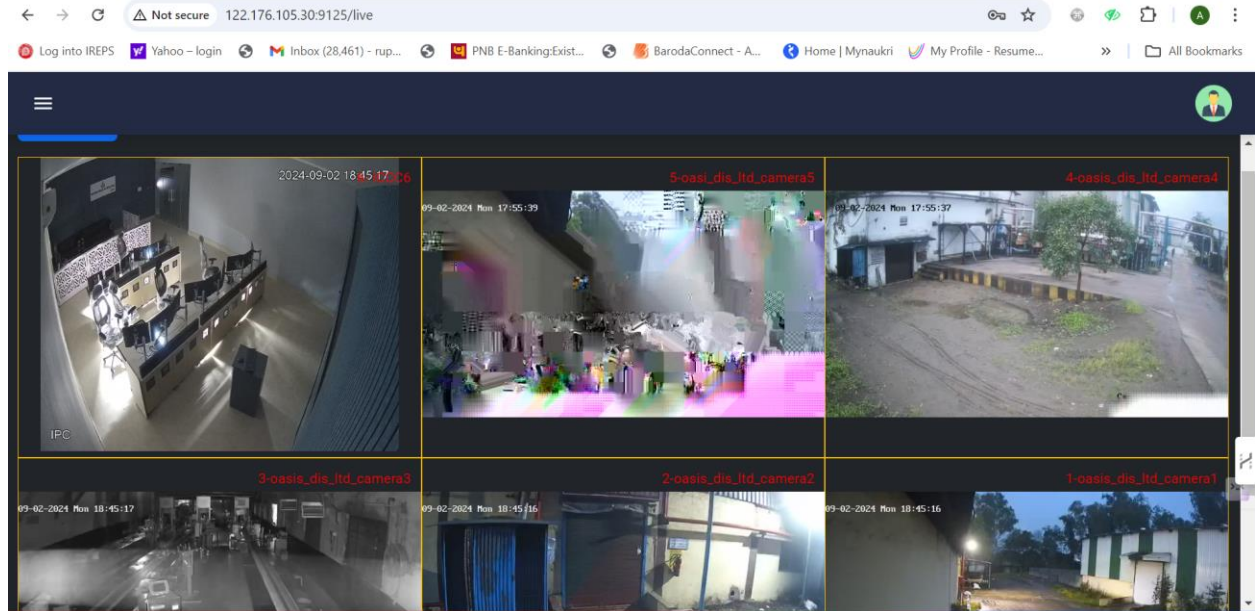 Not secure 122.176.105.30:9125/live
A
Log into IREPS Yahoo – login Inbox (28,461) - rup... PNB E-Banking:Exist... BarodaConnect - A... Home | Mynaukri My Profile - Resume... » All Bookmarks
2024-09-02 18:45:17
5-oasi_dis_ltd_camera5
4-oasis_dis_ltd_camera4
09-02-2024 Mon 17:55:39
09-02-2024 Mon 17:55:37
IPC
3-oasis_dis_ltd_camera3
2-oasis_dis_ltd_camera2
1-oasis_dis_ltd_camera1
09-02-2024 Mon 18:45:17
09-02-2024 Mon 18:45:16
09-02-2024 Mon 18:45:16